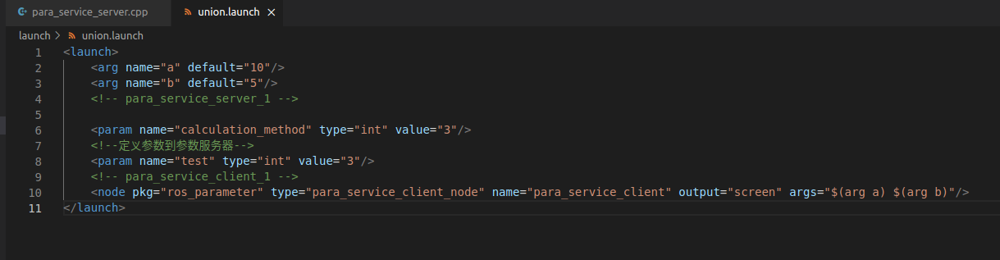 para_service_server.cpp union.launch
launch > union.launch
1 <launch>
2 <arg name="a" default="10"/>
3 <arg name="b" default="5"/>
4 <!-- para_service_server_1 -->
5
6 <param name="calculation_method" type="int" value="3"/>
7 <!--定义参数到参数服务器-->
8 <param name="test" type="int" value="3"/>
9 <!-- para_service_client_1 -->
10 <node pkg="ros_parameter" type="para_service_client_node" name="para_service_client" output="screen" args="$(arg a) $(arg b)"/>
11 </launch>